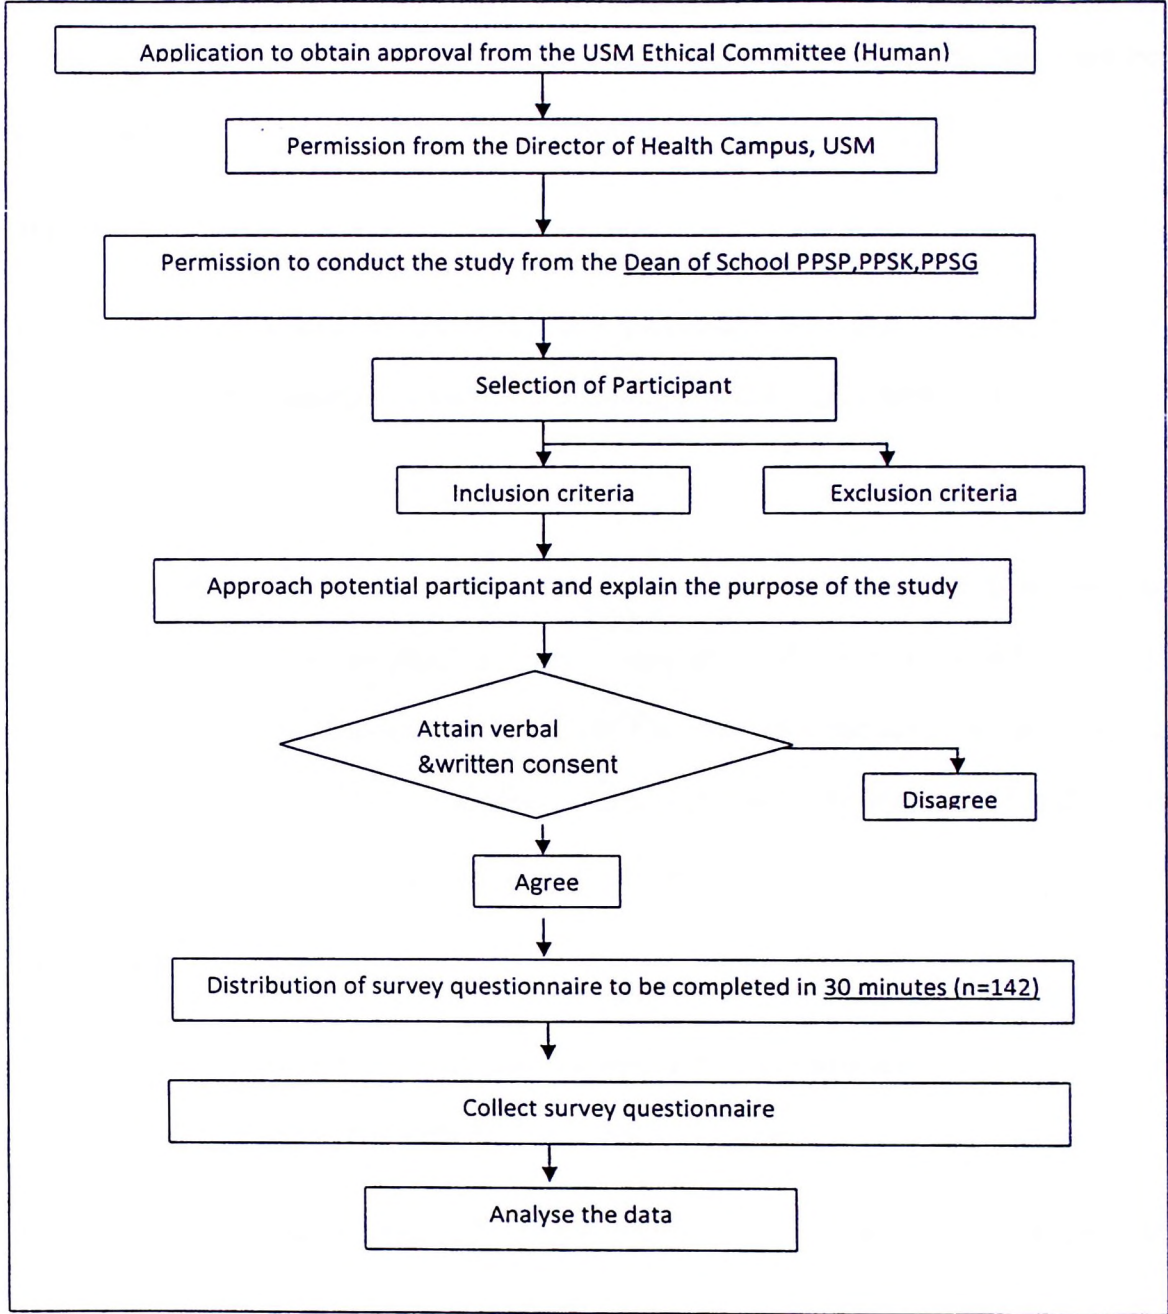 Application to obtain approval from the USM Ethical Committee (Human)
Permission from the Director of Health Campus, USM
Permission to conduct the study from the Dean of School PPSP,PPSK,PPSG
Selection of Participant
Inclusion criteria
Exclusion criteria
Approach potential participant and explain the purpose of the study
Attain verbal
&written consent
Disagree
Agree
Distribution of survey questionnaire to be completed in 30 minutes (n=142)
Collect survey questionnaire
Analyse the data